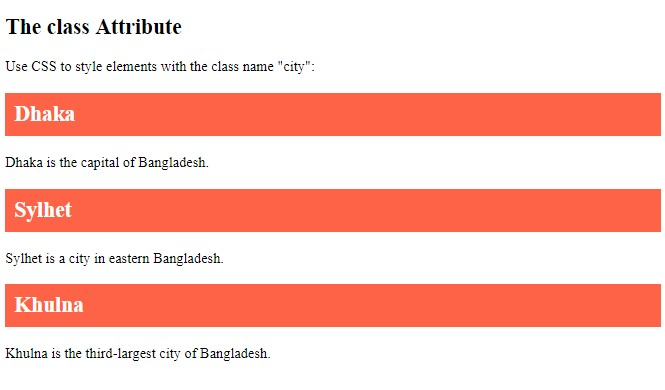 The class Attribute
Use CSS to style elements with the class name "city":
Dhaka
Dhaka is the capital of Bangladesh.
Sylhet
Sylhet is a city in eastern Bangladesh.
Khulna
Khulna is the third-largest city of Bangladesh.